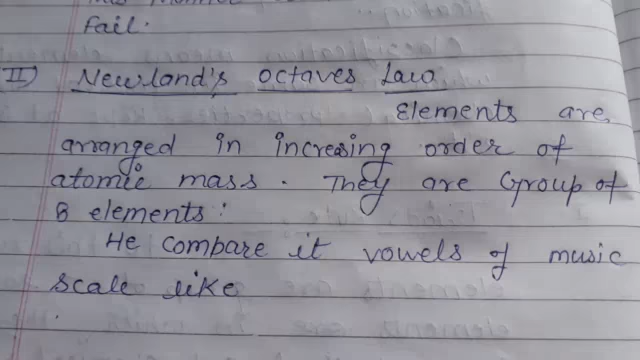 fail.
II) Newland's octaves Law
Elements are
arranged in increasing order of
atomic mass. They are Group of
8 elements:
He compare it vowels of music
scale like